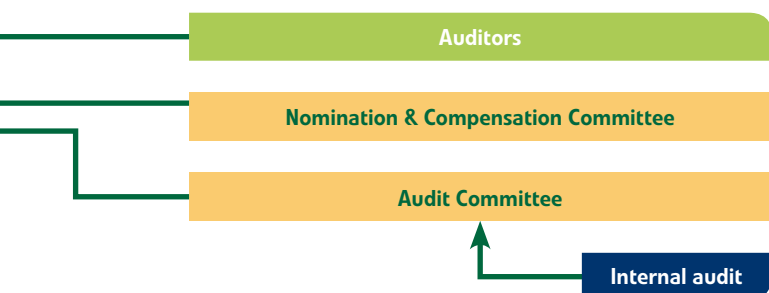 Auditors
Nomination & Compensation Committee
Audit Committee
Internal audit